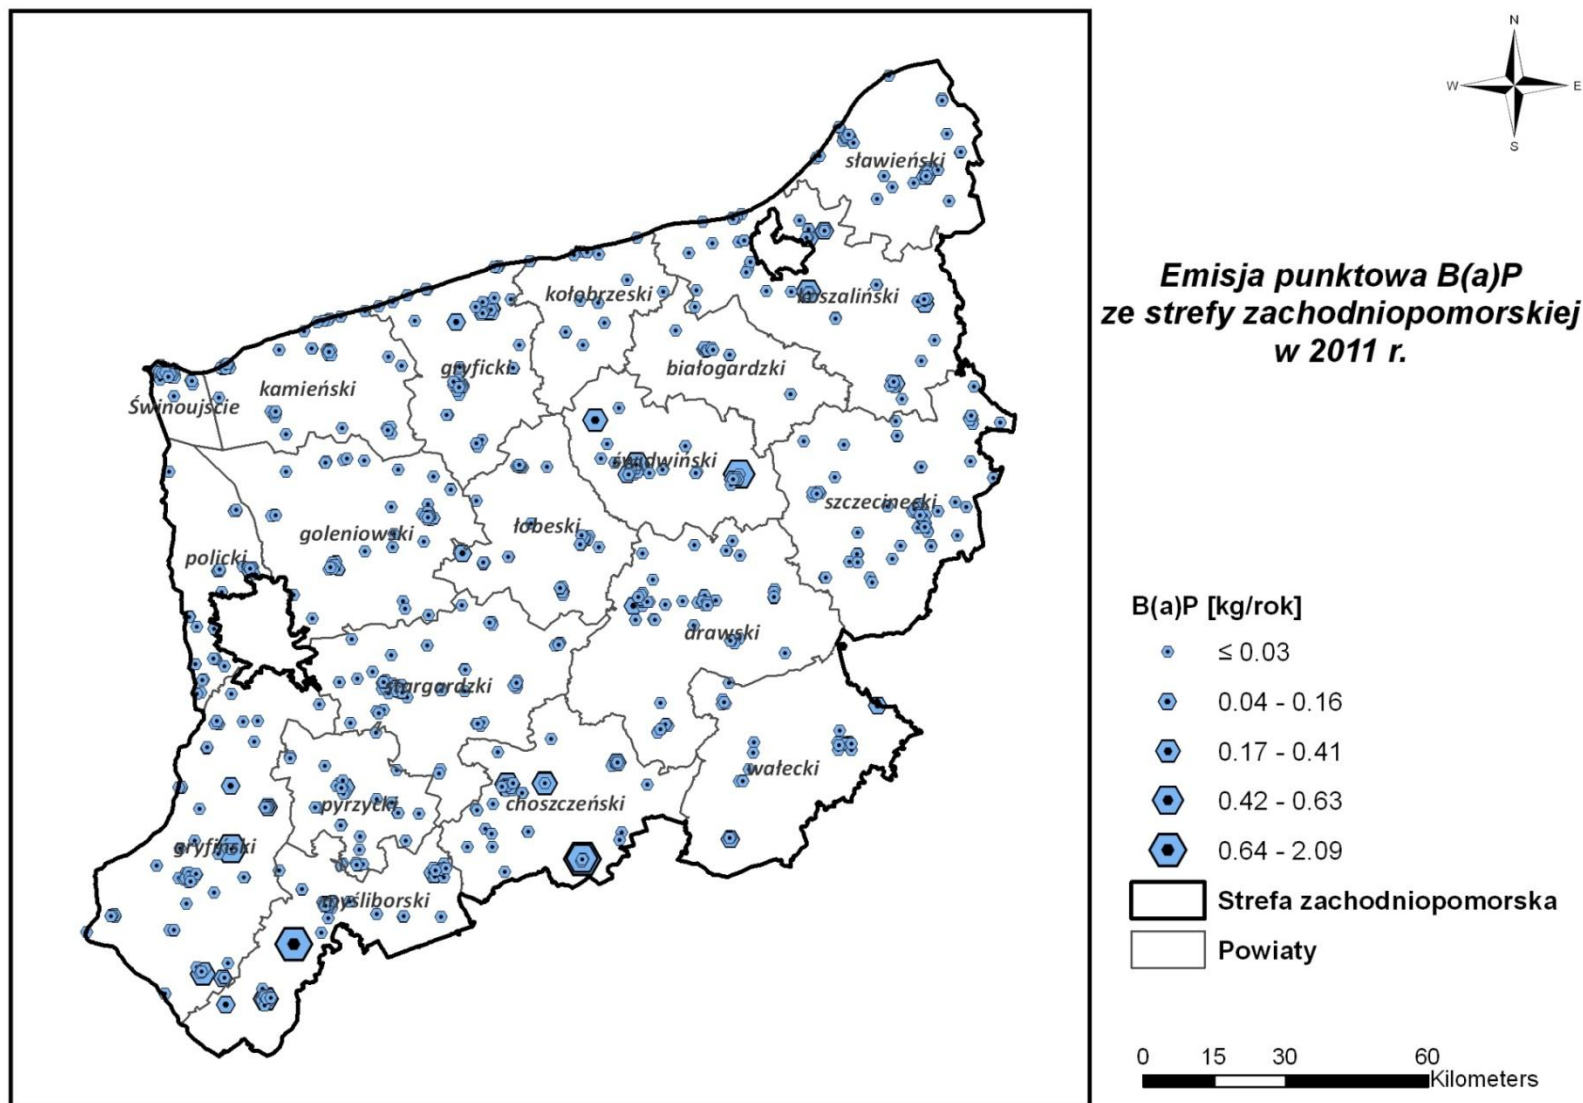 N
W E
S
Emisja punktowa B(a)P
ze strefy zachodniopomorskiej
w 2011 r.
sławieński
koszaliński
kołobrzeski
białogardzki
gryficki
kamieński
Świnoujście
świdwiński
szczecinecki
łobeski
goleniowski
policki
drawski
stargardzki
wałecki
choszczeński
pyrzycki
gryfiński
myśliborski
B(a)P [kg/rok]
≤ 0.03
0.04 - 0.16
0.17 - 0.41
0.42 - 0.63
0.64 - 2.09
Strefa zachodniopomorska
Powiaty
0 15 30 60
Kilometers